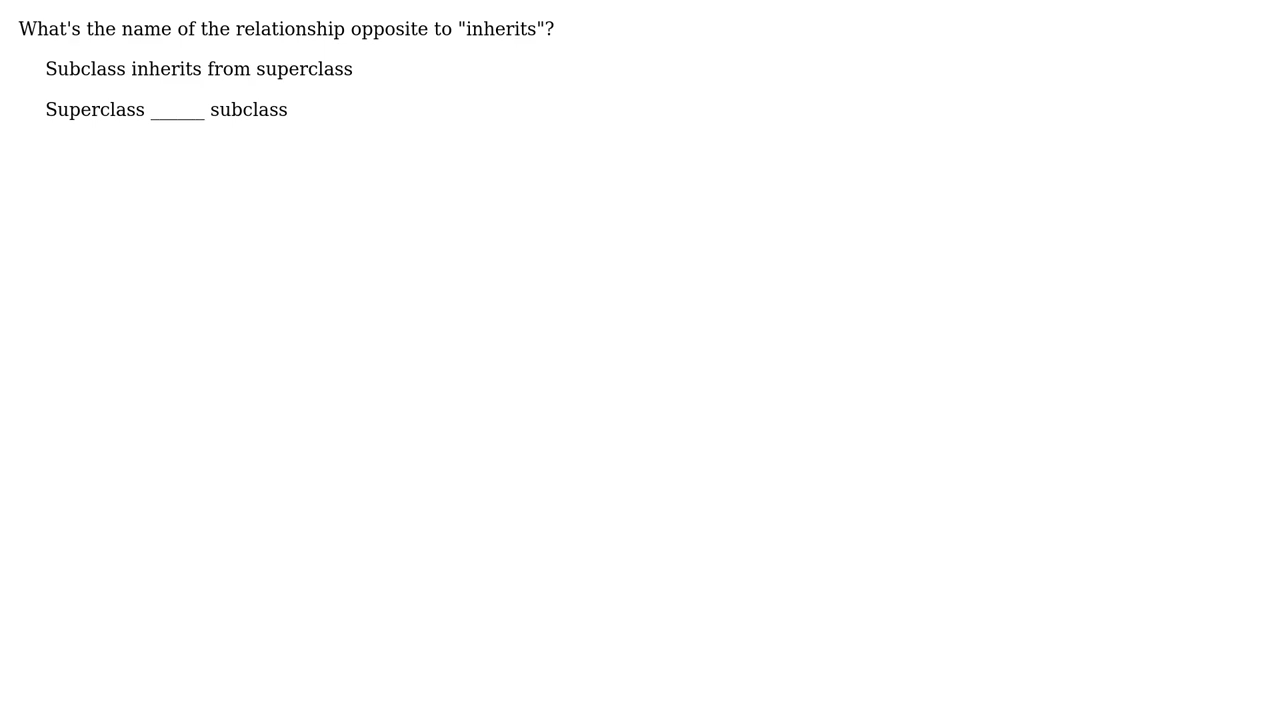 What's the name of the relationship opposite to "inherits"?
Subclass inherits from superclass
Superclass ______ subclass